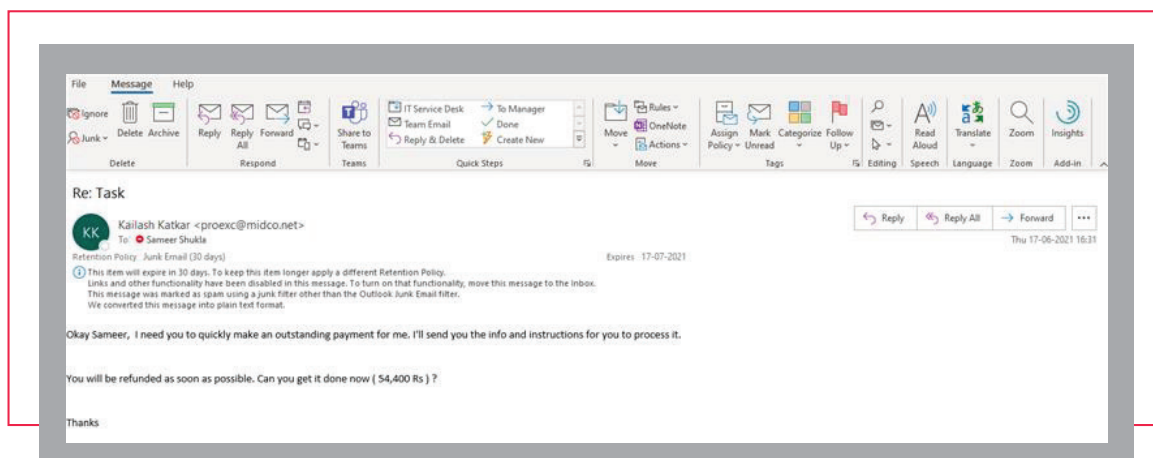 File Message Help
Ignore
Junk
Delete
Archive
Reply
Reply All
Forward
Share to Teams
IT Service Desk
To Manager
Team Email
Done
Reply & Delete
Create New
Move
Rules
OneNote
Actions
Assign Policy
Mark Unread
Categorize
Follow Up
Read Aloud
Translate
Zoom
Insights
Delete Respond Teams Quick Steps Move Tags Editing Speech Language Zoom Add-in
Re: Task
KK
Kailash Katkar <proexc@midco.net>
To Sameer Shukla
Reply Reply All Forward
Thu 17-06-2021 16:31
Retention Policy Junk Email (30 days) Expires 17-07-2021
This item will expire in 30 days. To keep this item longer apply a different Retention Policy.
Links and other functionality have been disabled in this message. To turn on that functionality, move this message to the Inbox.
This message was marked as spam using a junk filter other than the Outlook Junk Email filter.
We converted this message into plain text format.
Okay Sameer, I need you to quickly make an outstanding payment for me. I'll send you the info and instructions for you to process it.
You will be refunded as soon as possible. Can you get it done now ( 54,400 Rs ) ?
Thanks